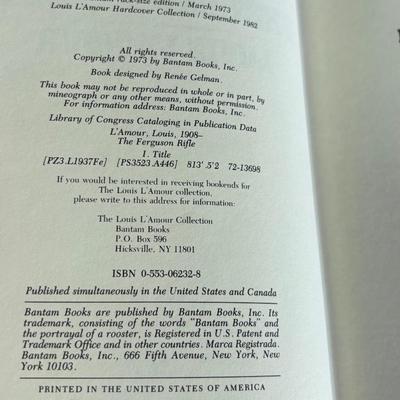 rack-size edition / March 1973
Louis L'Amour Hardcover Collection / September 1982
All rights reserved.
Copyright © 1973 by Bantam Books, Inc.
Book designed by Renée Gelman.
This book may not be reproduced in whole or in part, by
mineograph or any other means, without permission.
For information address: Bantam Books, Inc.
Library of Congress Cataloging in Publication Data
L'Amour, Louis, 1908–
The Ferguson Rifle
I. Title
[PZ3.L1937Fe] [PS3523.A446] 813'.5'2 72-13698
If you would be interested in receiving bookends for
The Louis L'Amour collection,
please write to this address for information:
The Louis L'Amour Collection
Bantam Books
P.O. Box 596
Hicksville, NY 11801
ISBN 0-553-06232-8
Published simultaneously in the United States and Canada
Bantam Books are published by Bantam Books, Inc. Its
trademark, consisting of the words "Bantam Books" and
the portrayal of a rooster, is Registered in U.S. Patent and
Trademark Office and in other countries. Marca Registrada.
Bantam Books, Inc., 666 Fifth Avenue, New York, New
York 10103.
PRINTED IN THE UNITED STATES OF AMERICA